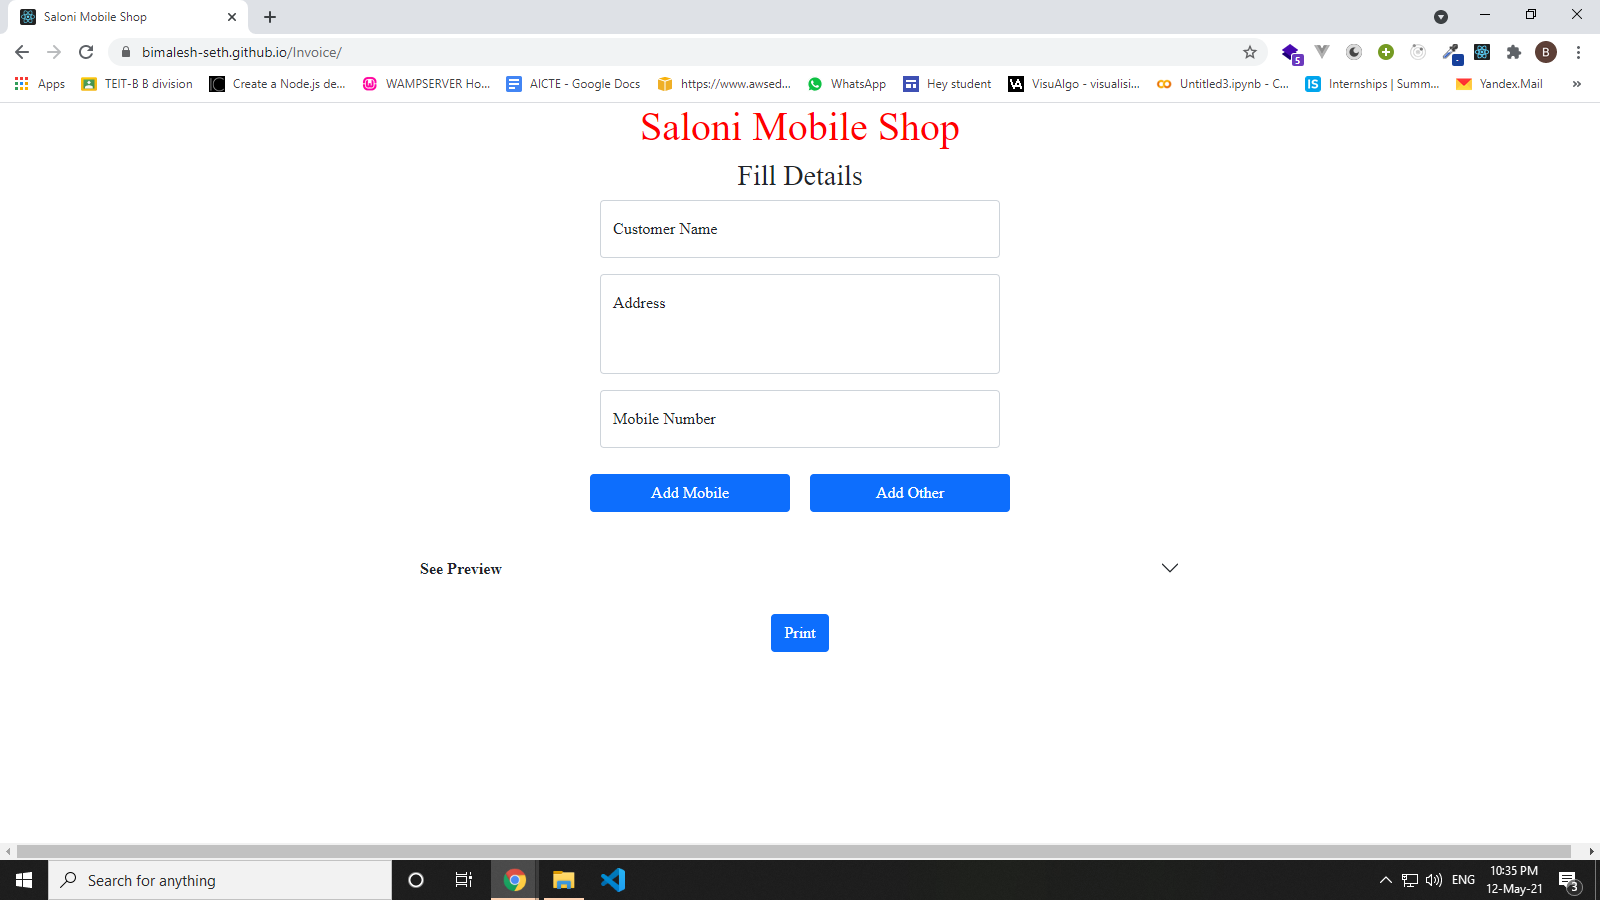 Saloni Mobile Shop
bimalesh-seth.github.io/Invoice/
5
-
B
Apps
TEIT-B B division
Create a Node.js de...
WAMPSERVER Ho...
AICTE - Google Docs
https://www.awsed...
WhatsApp
Hey student
VisuAlgo - visualisi...
Untitled3.ipynb - C...
Internships | Summ...
Yandex.Mail
»
Saloni Mobile Shop
Fill Details
Customer Name
Address
Mobile Number
Add Mobile
Add Other
See Preview
Print
Search for anything
ENG
10:35 PM
12-May-21
3